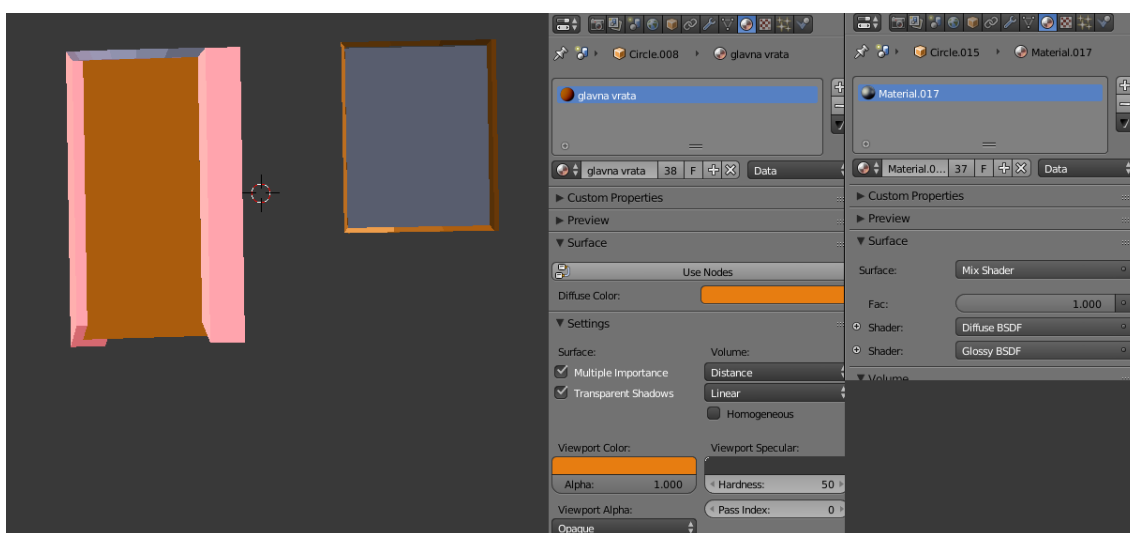 Circle.008 glavna vrata
glavna vrata
glavna vrata 38 F Data
Custom Properties
Preview
Surface
Use Nodes
Diffuse Color:
Settings
Surface: Volume:
Multiple Importance Distance
Transparent Shadows Linear
Homogeneous
Viewport Color: Viewport Specular:
Alpha: 1.000 Hardness: 50
Viewport Alpha: Pass Index: 0
Opaque
Circle.015 Material.017
Material.017
Material.0... 37 F Data
Custom Properties
Preview
Surface
Surface: Mix Shader
Fac: 1.000
Shader: Diffuse BSDF
Shader: Glossy BSDF
Volume